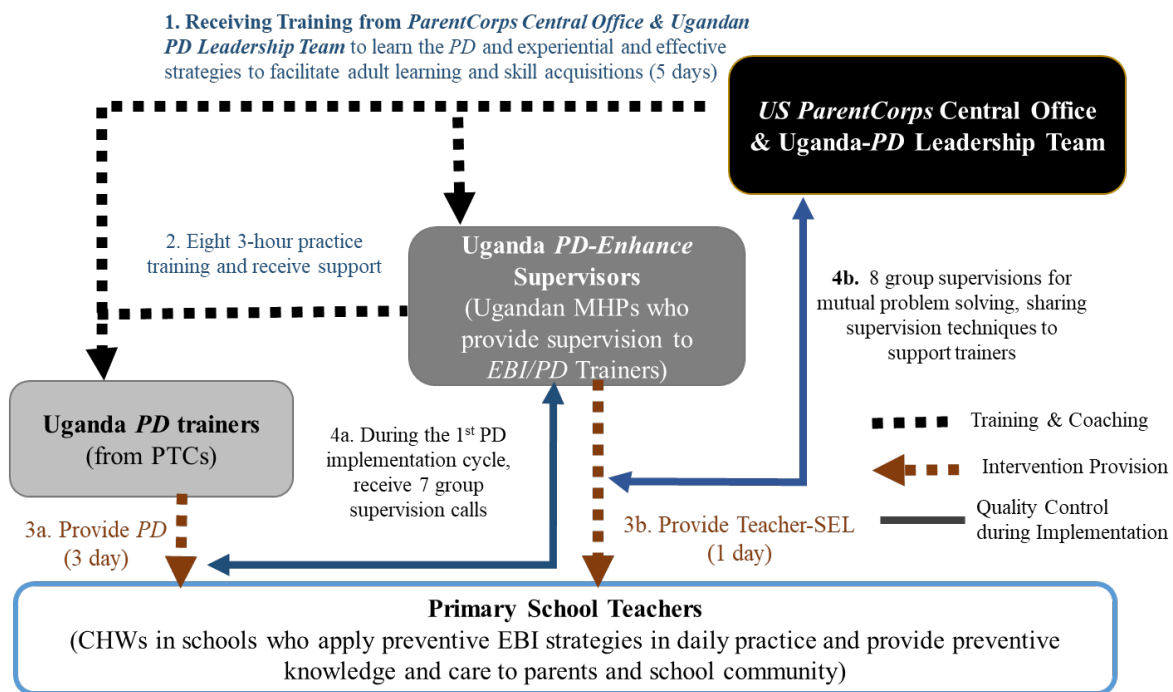 1. Receiving Training from ParentCorps Central Office & Ugandan
PD Leadership Team to learn the PD and experiential and effective
strategies to facilitate adult learning and skill acquisitions (5 days)
US ParentCorps Central Office
& Uganda-PD Leadership Team
2. Eight 3-hour practice
training and receive support
Uganda PD-Enhance
Supervisors
(Ugandan MHPs who
provide supervision to
EBI/PD Trainers)
4b. 8 group supervisions for
mutual problem solving, sharing
supervision techniques to
support trainers
Uganda PD trainers
(from PTCs)
4a. During the 1st PD
implementation cycle,
receive 7 group
supervision calls
Training & Coaching
Intervention Provision
Quality Control
during Implementation
3a. Provide PD
(3 day)
3b. Provide Teacher-SEL
(1 day)
Primary School Teachers
(CHWs in schools who apply preventive EBI strategies in daily practice and provide preventive
knowledge and care to parents and school community)